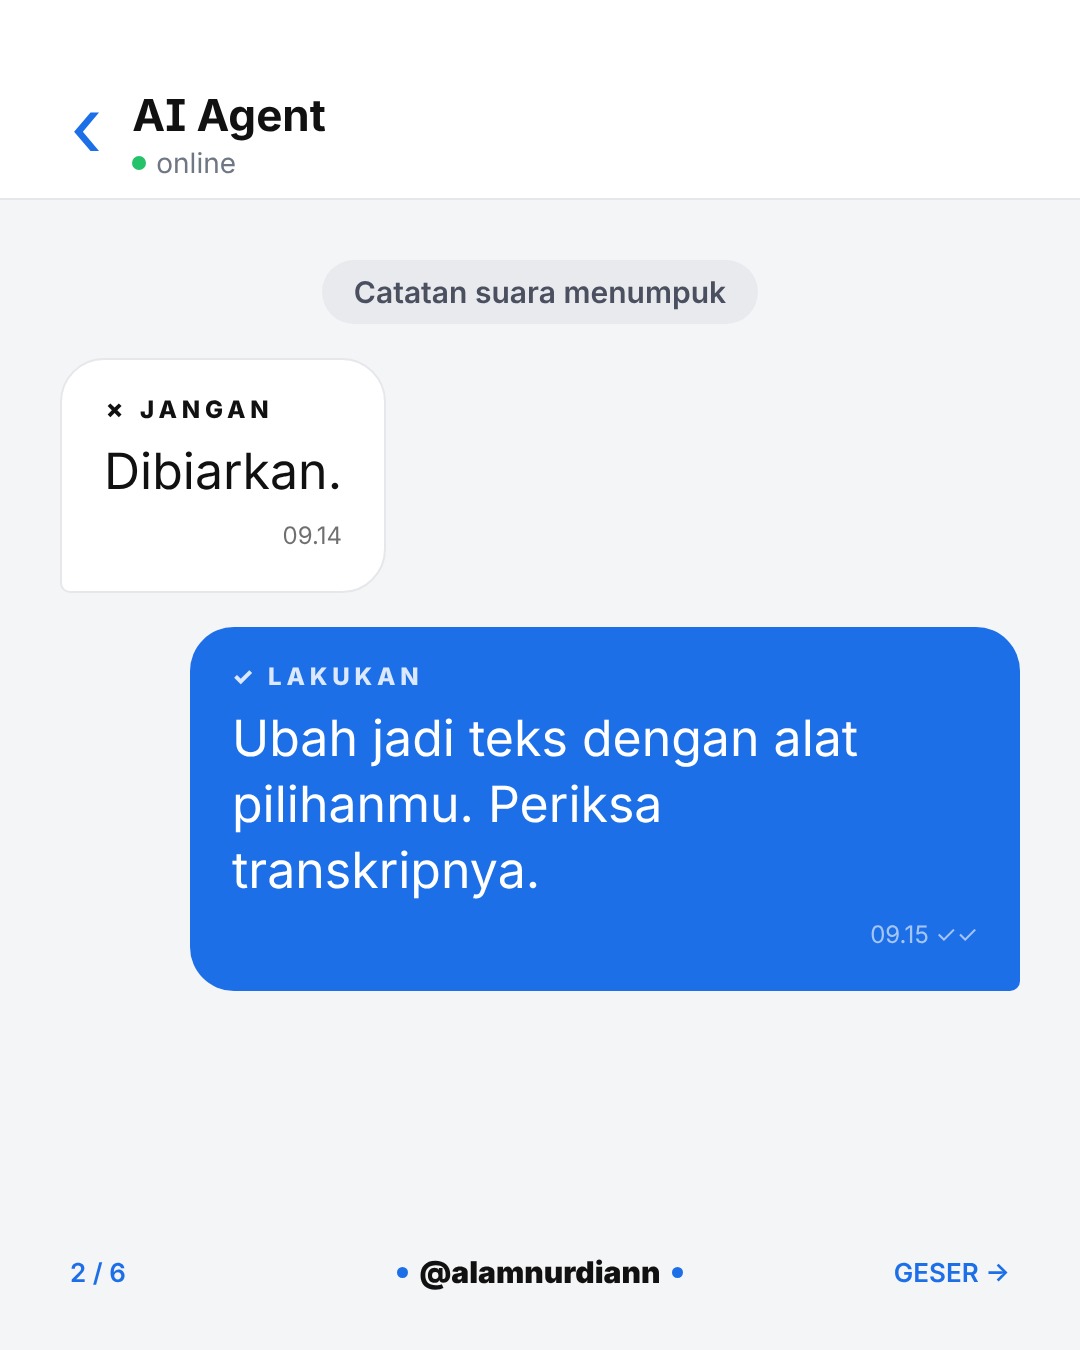 AI Agent
online
Catatan suara menumpuk
× JANGAN
Dibiarkan.
09.14
✓ LAKUKAN
Ubah jadi teks dengan alat
pilihanmu. Periksa
transkripnya.
09.15 ✓✓
2 / 6
• @alamnurdiann •
GESER →